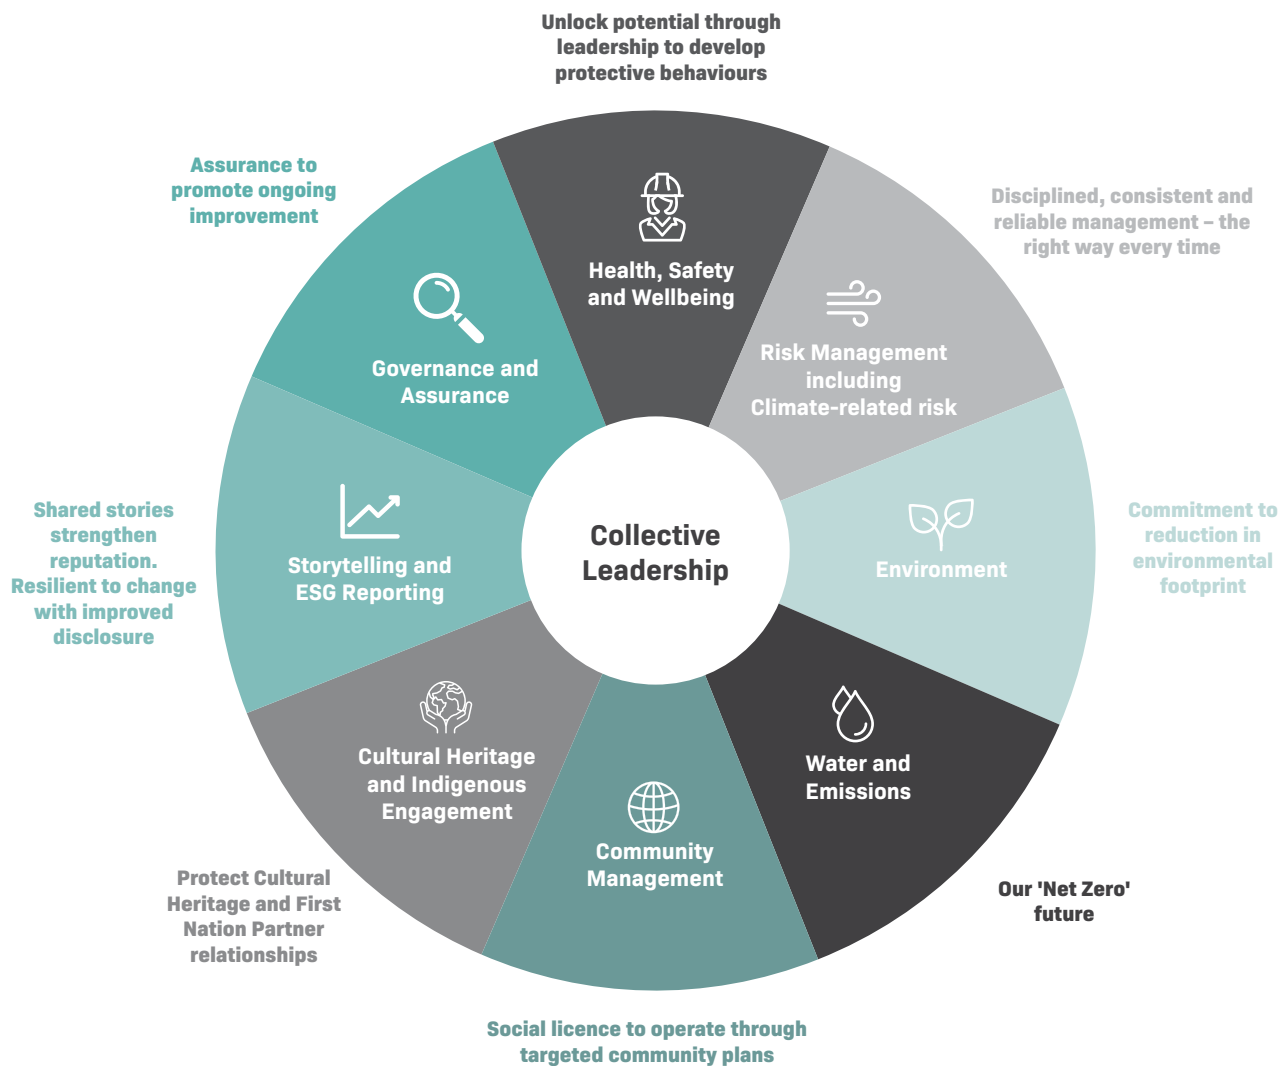 Unlock potential through
leadership to develop
protective behaviours
Health, Safety
and Wellbeing
Disciplined, consistent and
reliable management – the
right way every time
Risk Management
including
Climate-related risk
Commitment to
reduction in
environmental
footprint
Environment
Our 'Net Zero'
future
Water and
Emissions
Social licence to operate through
targeted community plans
Community
Management
Protect Cultural
Heritage and First
Nation Partner
relationships
Cultural Heritage
and Indigenous
Engagement
Shared stories
strengthen
reputation.
Resilient to change
with improved
disclosure
Storytelling and
ESG Reporting
Assurance to
promote ongoing
improvement
Governance and
Assurance
Collective
Leadership